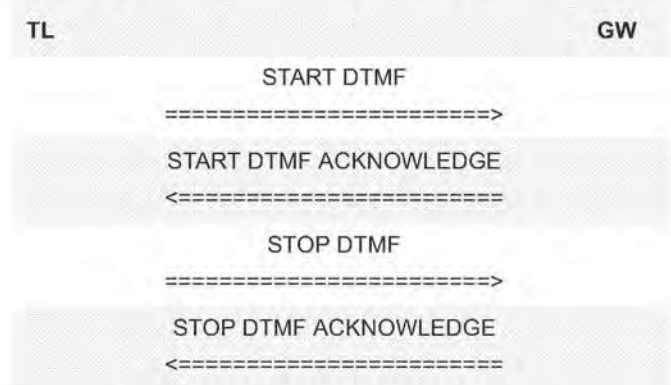 TL GW
START DTMF
========================>
START DTMF ACKNOWLEDGE
<========================
STOP DTMF
========================>
STOP DTMF ACKNOWLEDGE
<========================